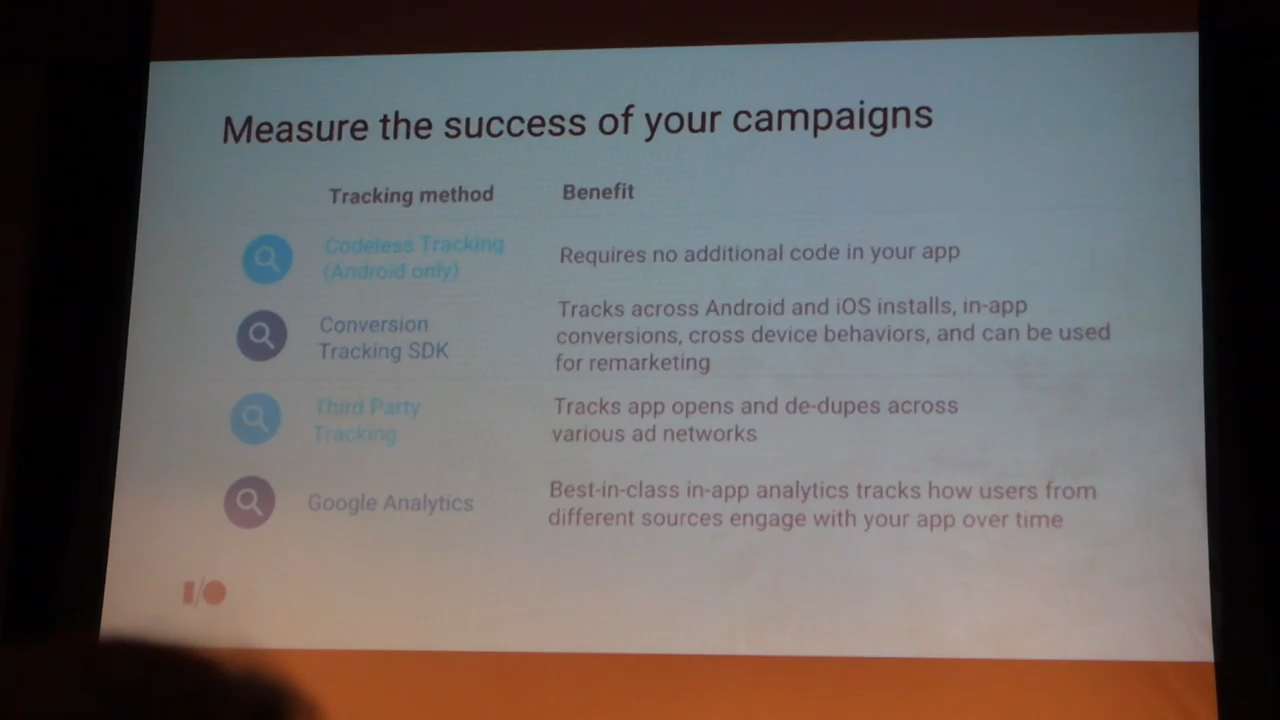 Measure the success of your campaigns
Tracking method
Benefit
Codeless Tracking
(Android only)
Requires no additional code in your app
Conversion
Tracking SDK
Tracks across Android and iOS installs, in-app
conversions, cross device behaviors, and can be used
for remarketing
Third Party
Tracking
Tracks app opens and de-dupes across
various ad networks
Google Analytics
Best-in-class in-app analytics tracks how users from
different sources engage with your app over time
I/O